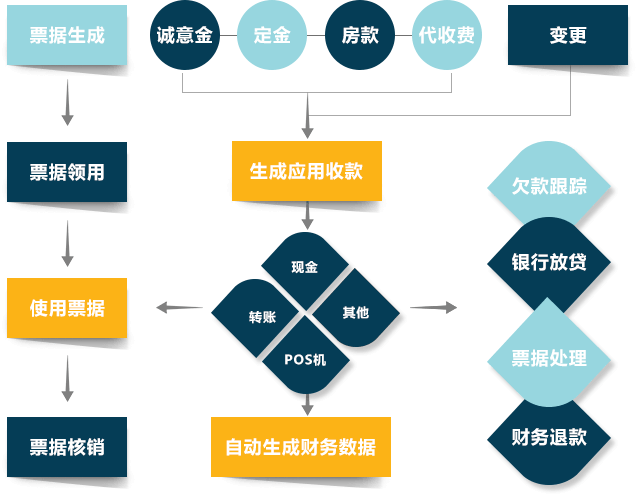 票据生成
诚意金
定金
房款
代收费
变更
票据领用
生成应用收款
欠款跟踪
银行放贷
现金
转账
其他
POS机
使用票据
票据处理
票据核销
自动生成财务数据
财务退款